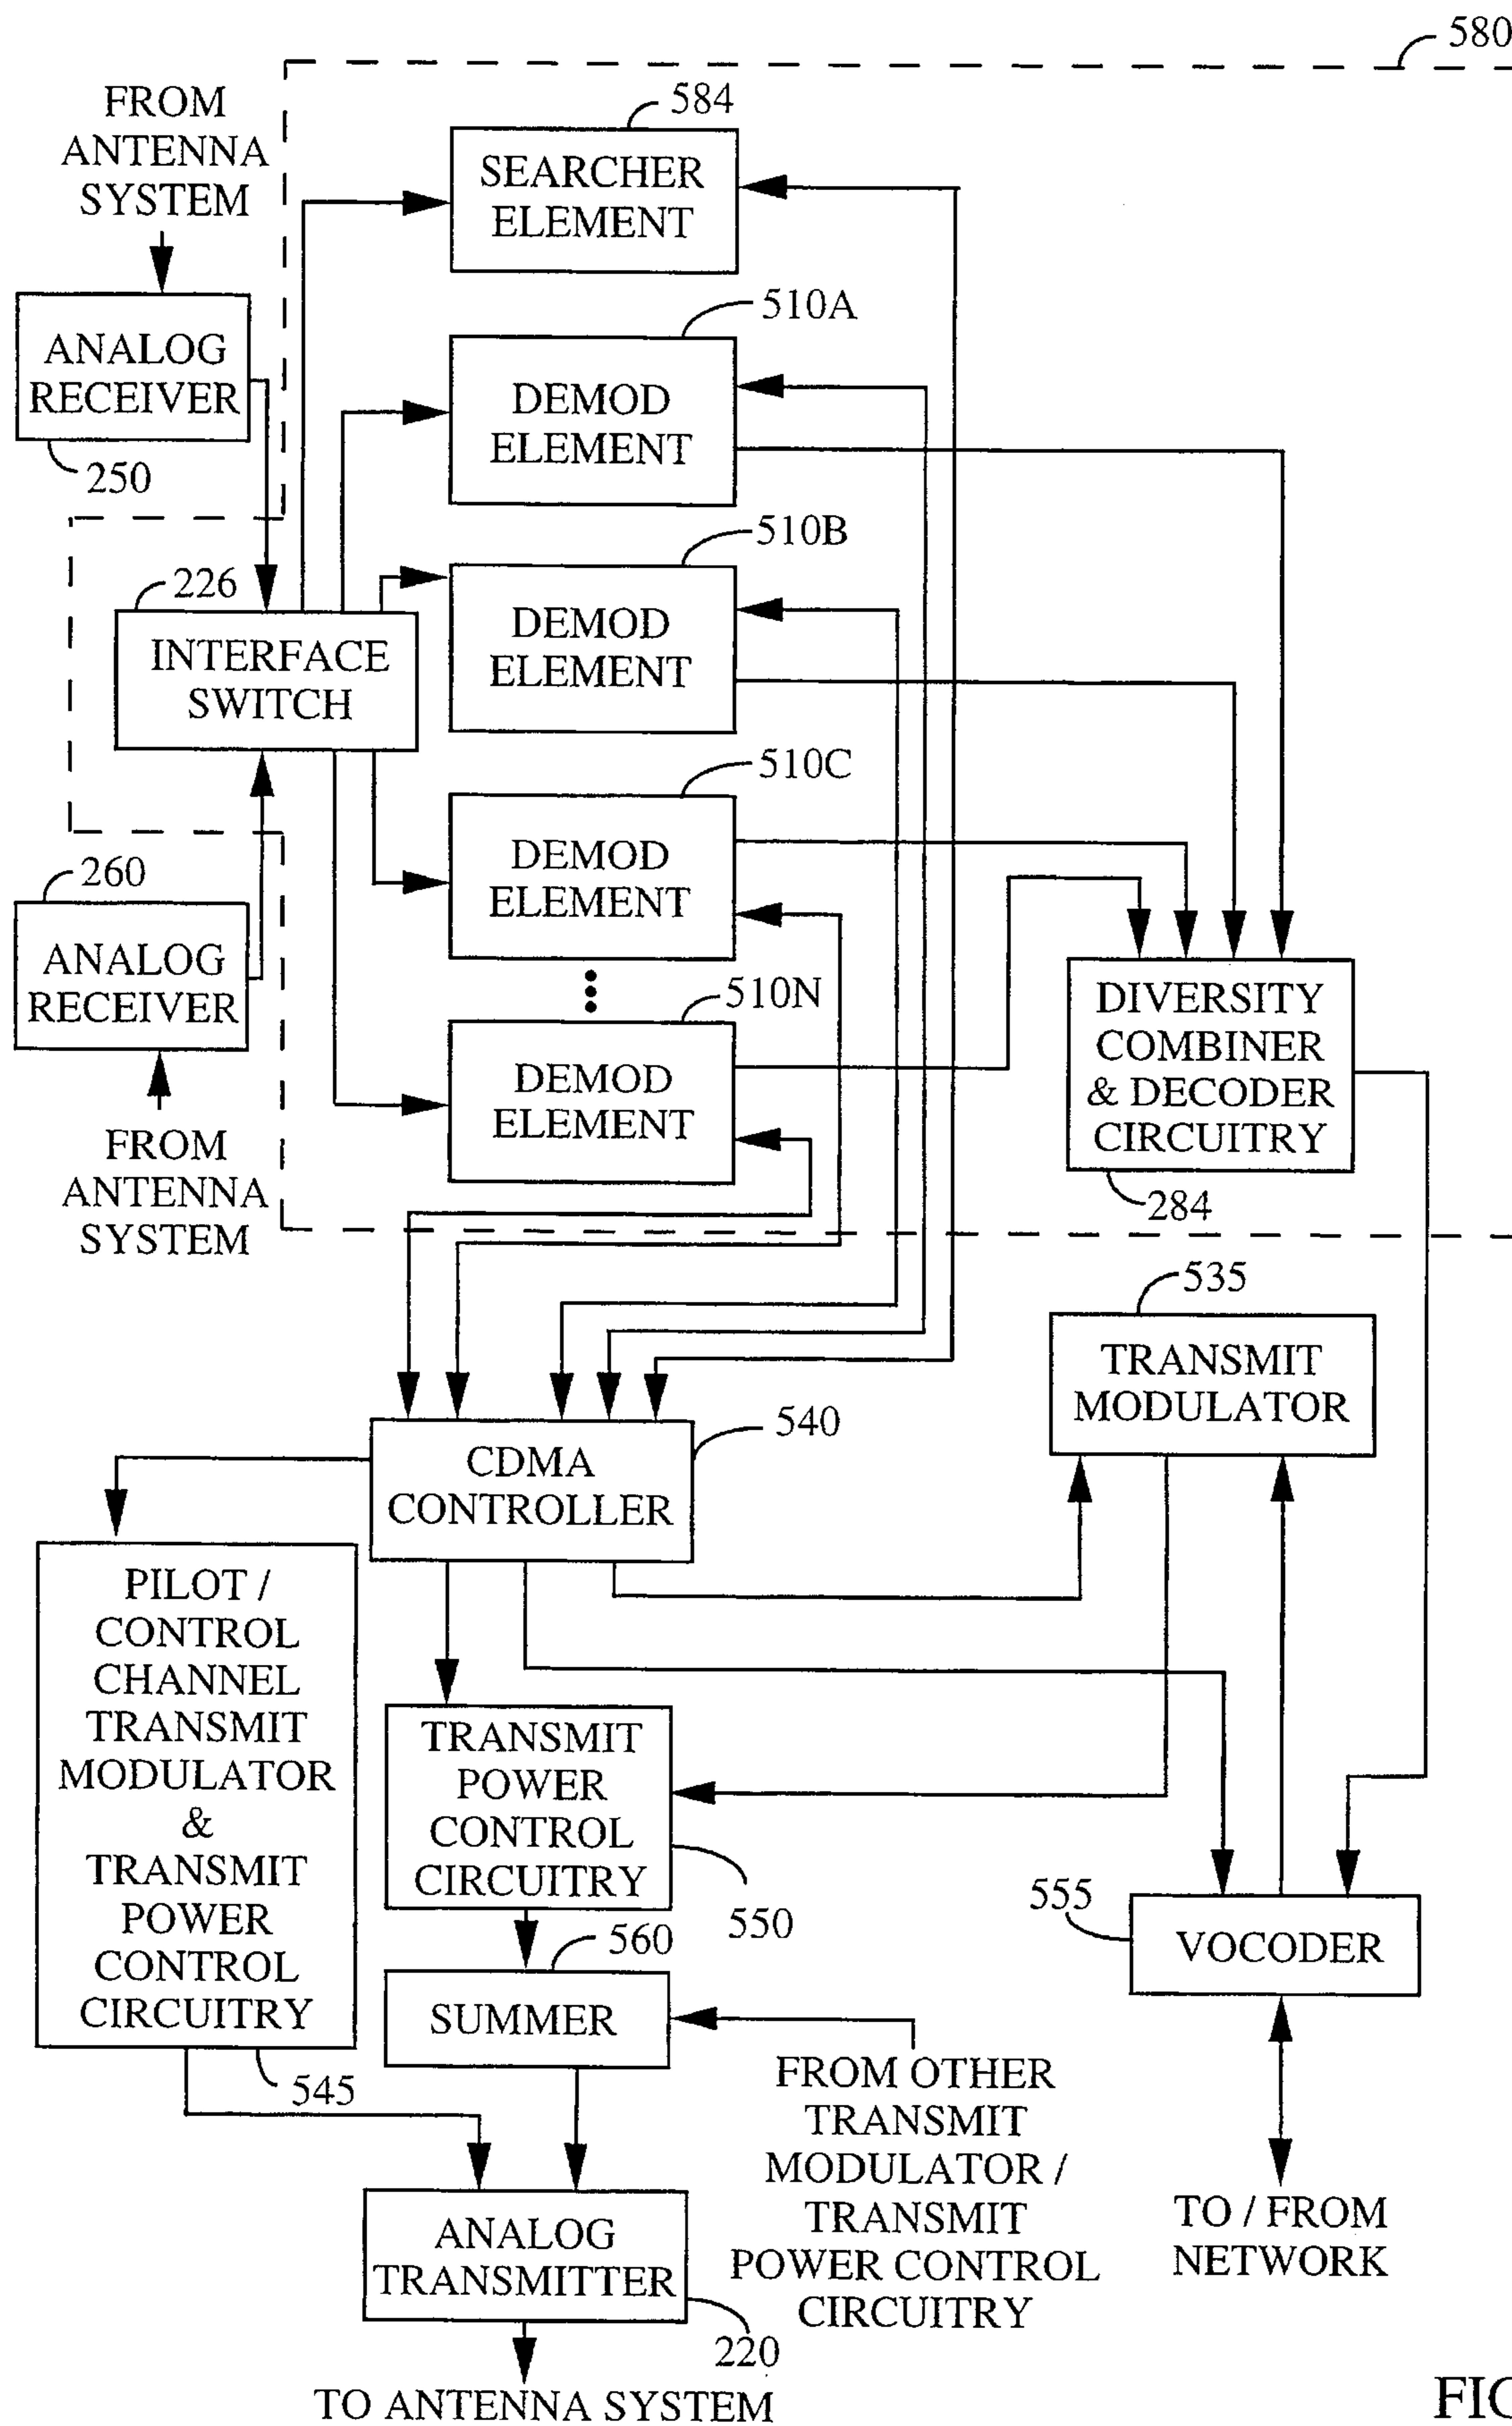 580
FROM
ANTENNA
SYSTEM
584
SEARCHER
ELEMENT
510A
ANALOG
RECEIVER
250
DEMOD
ELEMENT
510B
226
INTERFACE
SWITCH
DEMOD
ELEMENT
510C
DEMOD
ELEMENT
260
ANALOG
RECEIVER
510N
DEMOD
ELEMENT
DIVERSITY
COMBINER
& DECODER
CIRCUITRY
284
FROM
ANTENNA
SYSTEM
535
TRANSMIT
MODULATOR
540
CDMA
CONTROLLER
PILOT /
CONTROL
CHANNEL
TRANSMIT
MODULATOR
&
TRANSMIT
POWER
CONTROL
CIRCUITRY
545
TRANSMIT
POWER
CONTROL
CIRCUITRY
550
555
VOCODER
560
SUMMER
FROM OTHER
TRANSMIT
MODULATOR /
TRANSMIT
POWER CONTROL
CIRCUITRY
TO / FROM
NETWORK
ANALOG
TRANSMITTER
220
TO ANTENNA SYSTEM
FIG